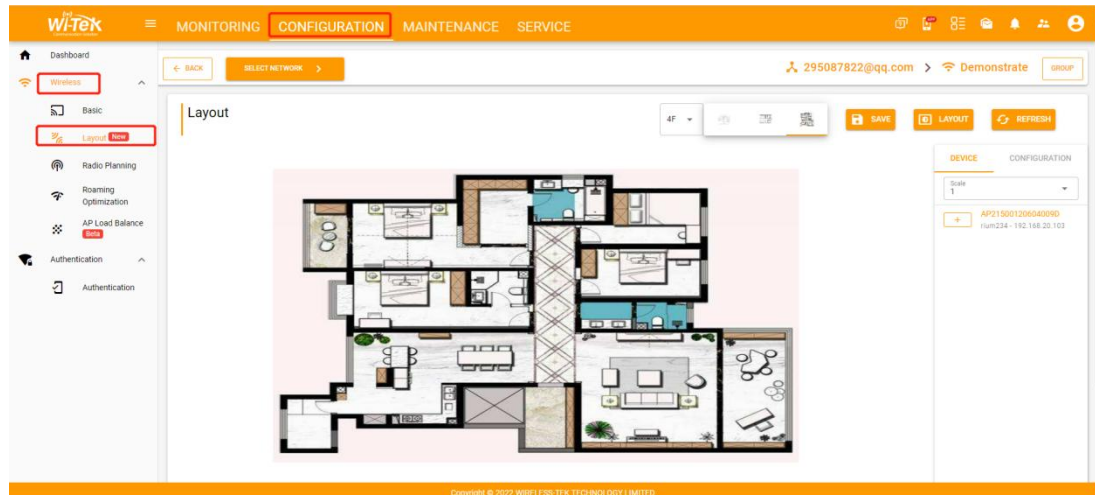 Wi-Tek
MONITORING CONFIGURATION MAINTENANCE SERVICE
Dashboard
Wireless
Basic
Layout New
Radio Planning
Roaming
Optimization
AP Load Balance
Beta
Authentication
Authentication
← BACK
SELECT NETWORK >
295087822@qq.com > Demonstrate
GROUP
Layout
4F
SAVE
LAYOUT
REFRESH
DEVICE CONFIGURATION
Scale
1
+
AP21500120604009D
rium234 - 192.168.20.103
Copyright © 2022 WIRELESS-TEK TECHNOLOGY LIMITED